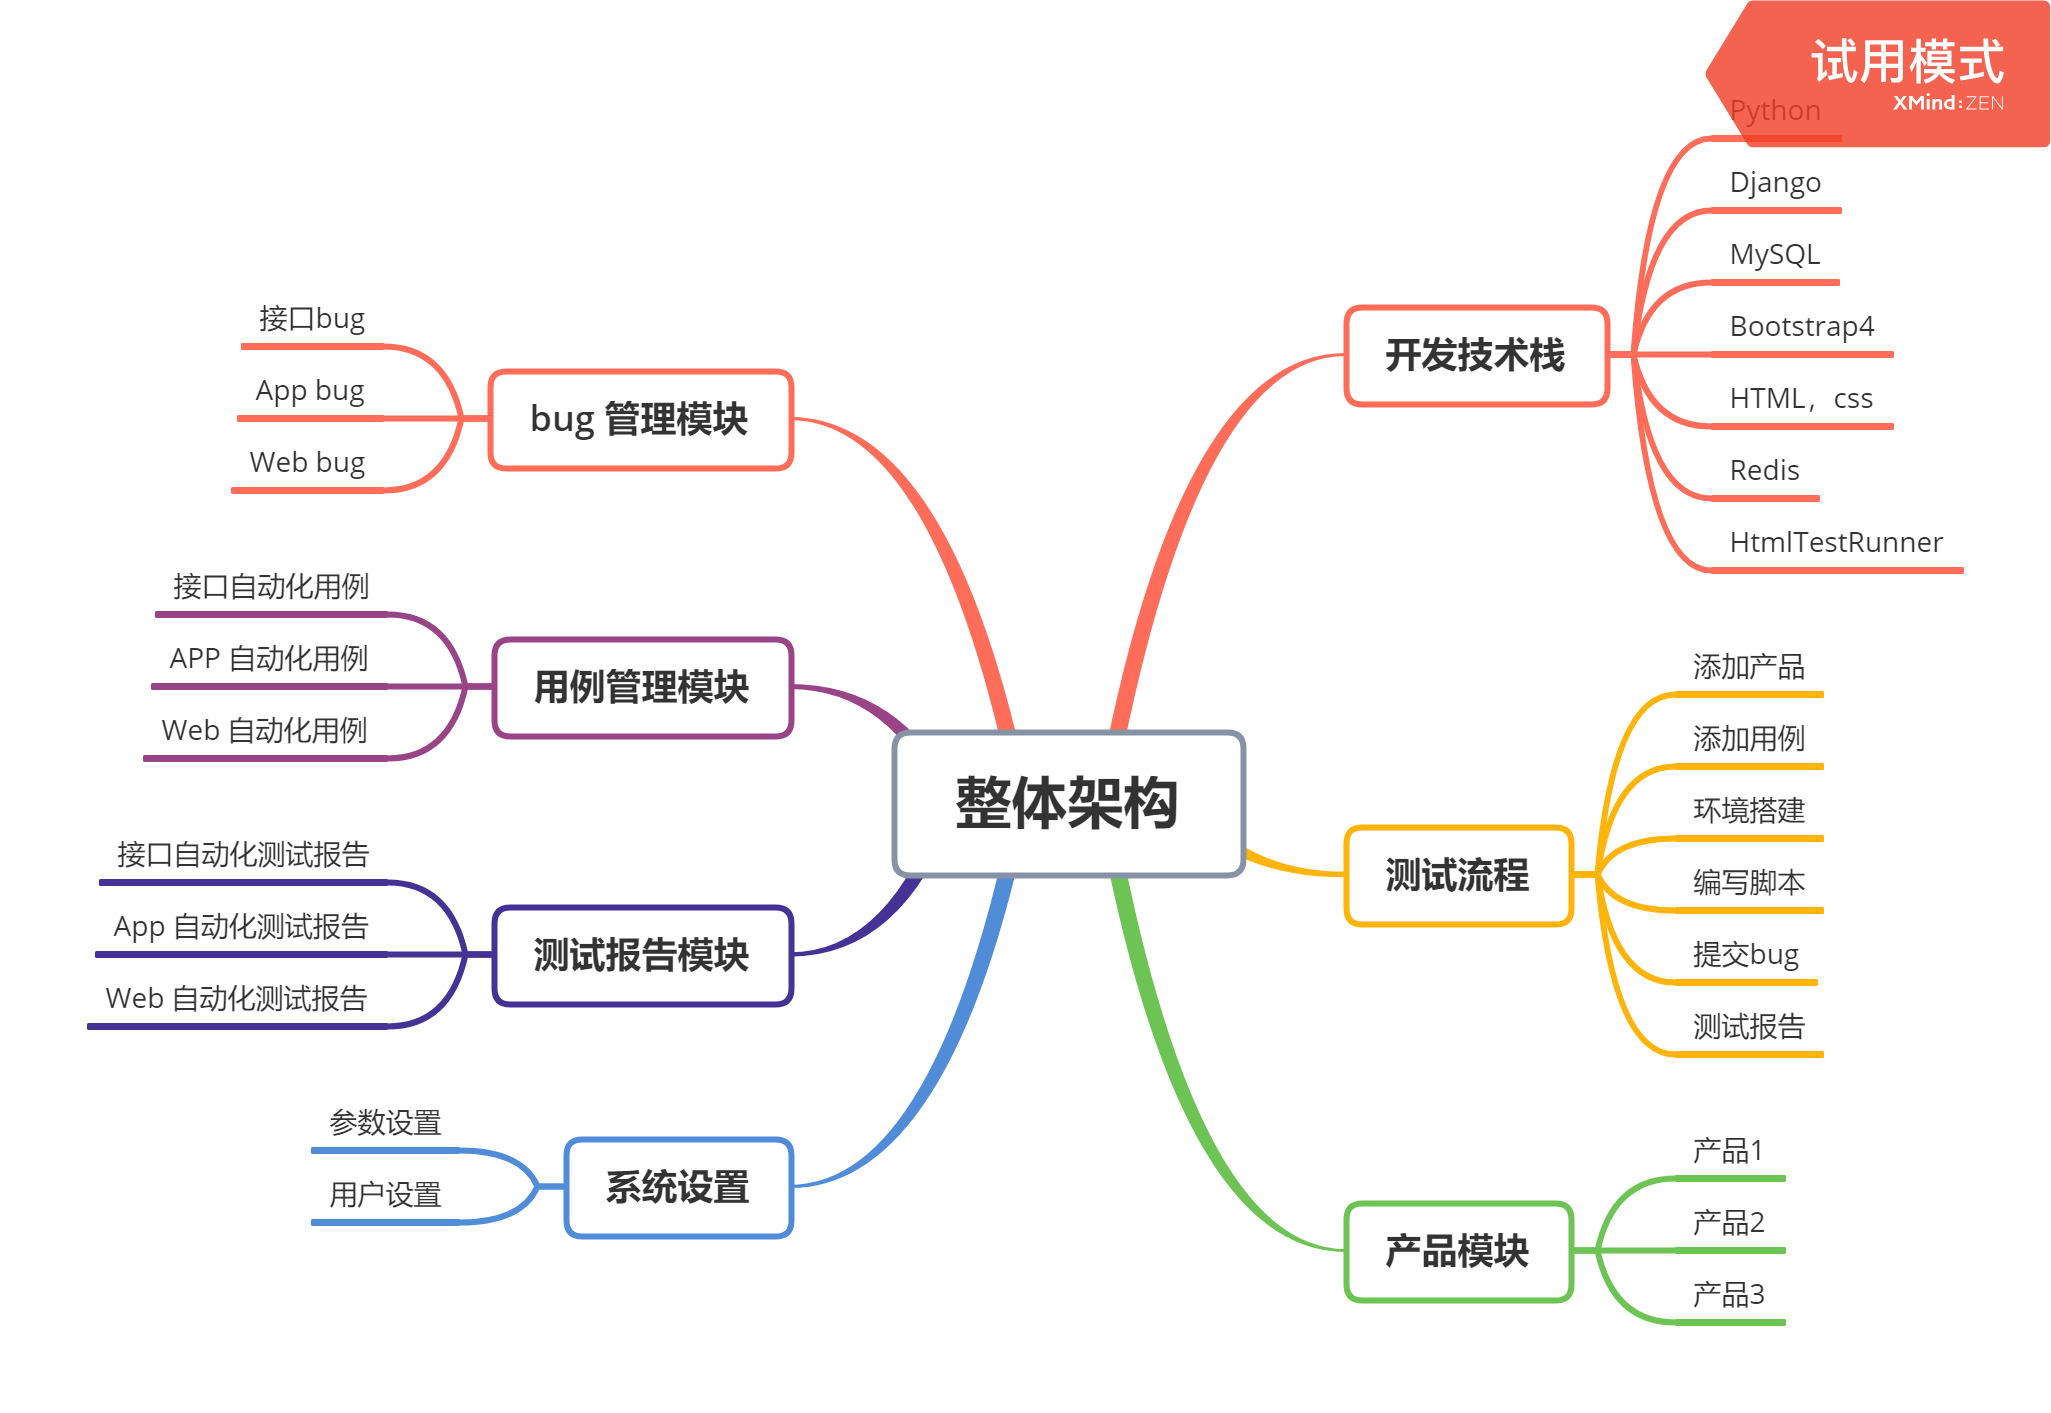 试用模式
XMind:ZEN
整体架构
开发技术栈
Python
Django
MySQL
Bootstrap4
HTML，css
Redis
HtmlTestRunner
测试流程
添加产品
添加用例
环境搭建
编写脚本
提交bug
测试报告
产品模块
产品1
产品2
产品3
bug 管理模块
接口bug
App bug
Web bug
用例管理模块
接口自动化用例
APP 自动化用例
Web 自动化用例
测试报告模块
接口自动化测试报告
App 自动化测试报告
Web 自动化测试报告
系统设置
参数设置
用户设置